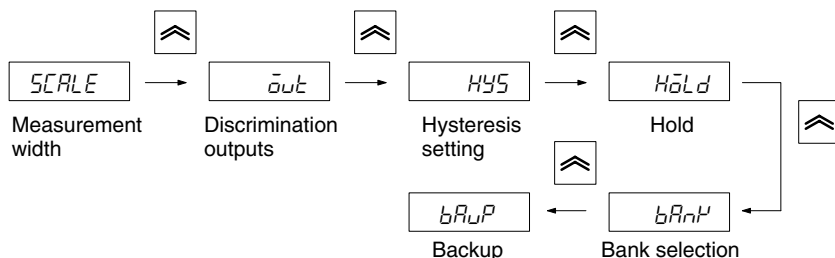 SCALE
Measurement
width
ōut
Discrimination
outputs
HYS
Hysteresis
setting
HōLd
Hold
bAnK
Bank selection
bAuP
Backup